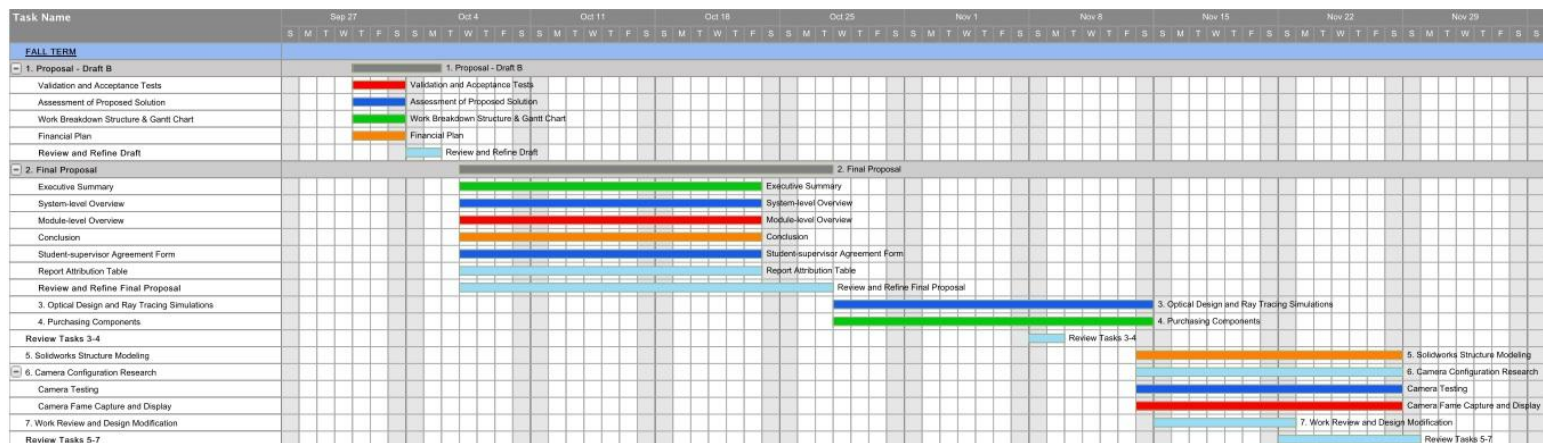 Task Name Sep 27 Oct 4 Oct 11 Oct 18 Oct 25 Nov 1 Nov 8 Nov 15 Nov 22 Nov 29
S M T W T F S S M T W T F S S M T W T F S S M T W T F S S M T W T F S S M T W T F S S M T W T F S S M T W T F S S M T W T F S S M T W T F S S
FALL TERM
1. Proposal - Draft B 1. Proposal - Draft B
Validation and Acceptance Tests Validation and Acceptance Tests
Assessment of Proposed Solution Assessment of Proposed Solution
Work Breakdown Structure & Gantt Chart Work Breakdown Structure & Gantt Chart
Financial Plan Financial Plan
Review and Refine Draft Review and Refine Draft
2. Final Proposal 2. Final Proposal
Executive Summary Executive Summary
System-level Overview System-level Overview
Module-level Overview Module-level Overview
Conclusion Conclusion
Student-supervisor Agreement Form Student-supervisor Agreement Form
Report Attribution Table Report Attribution Table
Review and Refine Final Proposal Review and Refine Final Proposal
3. Optical Design and Ray Tracing Simulations 3. Optical Design and Ray Tracing Simulations
4. Purchasing Components 4. Purchasing Components
Review Tasks 3-4 Review Tasks 3-4
5. Solidworks Structure Modeling 5. Solidworks Structure Modeling
6. Camera Configuration Research 6. Camera Configuration Research
Camera Testing Camera Testing
Camera Fame Capture and Display Camera Fame Capture and Display
7. Work Review and Design Modification 7. Work Review and Design Modification
Review Tasks 5-7 Review Tasks 5-7